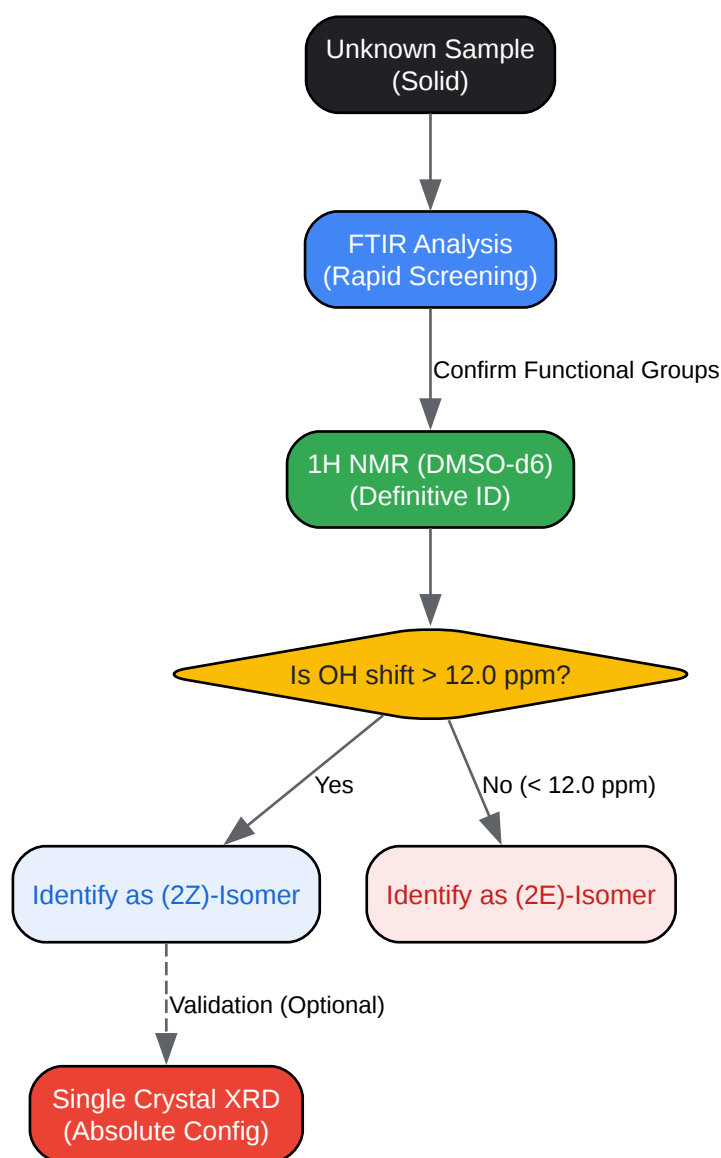 Unknown Sample
(Solid)
FTIR Analysis
(Rapid Screening)
Confirm Functional Groups
1H NMR (DMSO-d6)
(Definitive ID)
Is OH shift > 12.0 ppm?
Yes
No (< 12.0 ppm)
Identify as (2Z)-Isomer
Identify as (2E)-Isomer
Validation (Optional)
Single Crystal XRD
(Absolute Config)